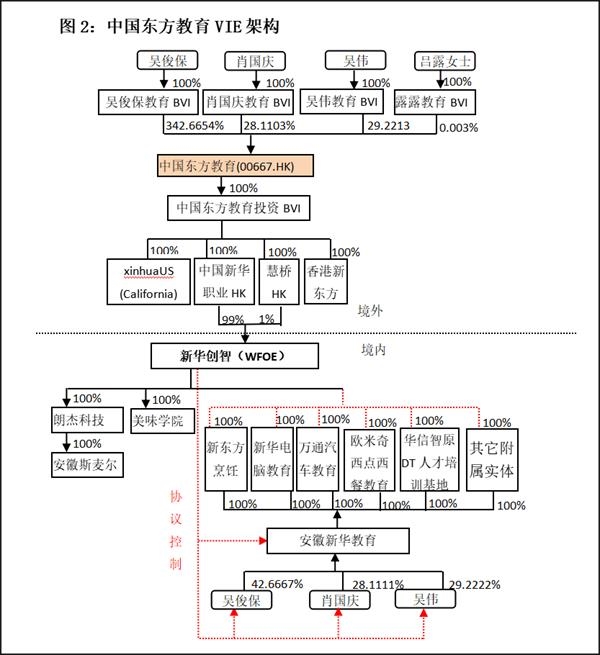 图 2：中国东方教育 VIE 架构
吴俊保 肖国庆 吴伟 吕露女士
100% 100% 100% 100%
吴俊保教育 BVI 肖国庆教育 BVI 吴伟教育 BVI 露露教育 BVI
342.6654% 28.1103% 29.2213 0.003%
中国东方教育(00667.HK)
100%
中国东方教育投资 BVI
100% 100% 100% 100%
xinhuaUS
(California)
中国新华
职业 HK
慧桥
HK
香港新
东方
99% 1%
境外
境内
新华创智（WFOE）
100% 100%
朗杰科技 美味学院
100%
安徽斯麦尔
100% 100% 100% 100% 100% 100%
新东方
烹饪
新华电
脑教育
万通汽
车教育
欧米奇
西点西
餐教育
华信智原
DT 人才培
训基地
其它附
属实体
100% 100% 100% 100% 100% 100%
协
议
控
制
安徽新华教育
42.6667% 28.1111% 29.2222%
吴俊保 肖国庆 吴伟